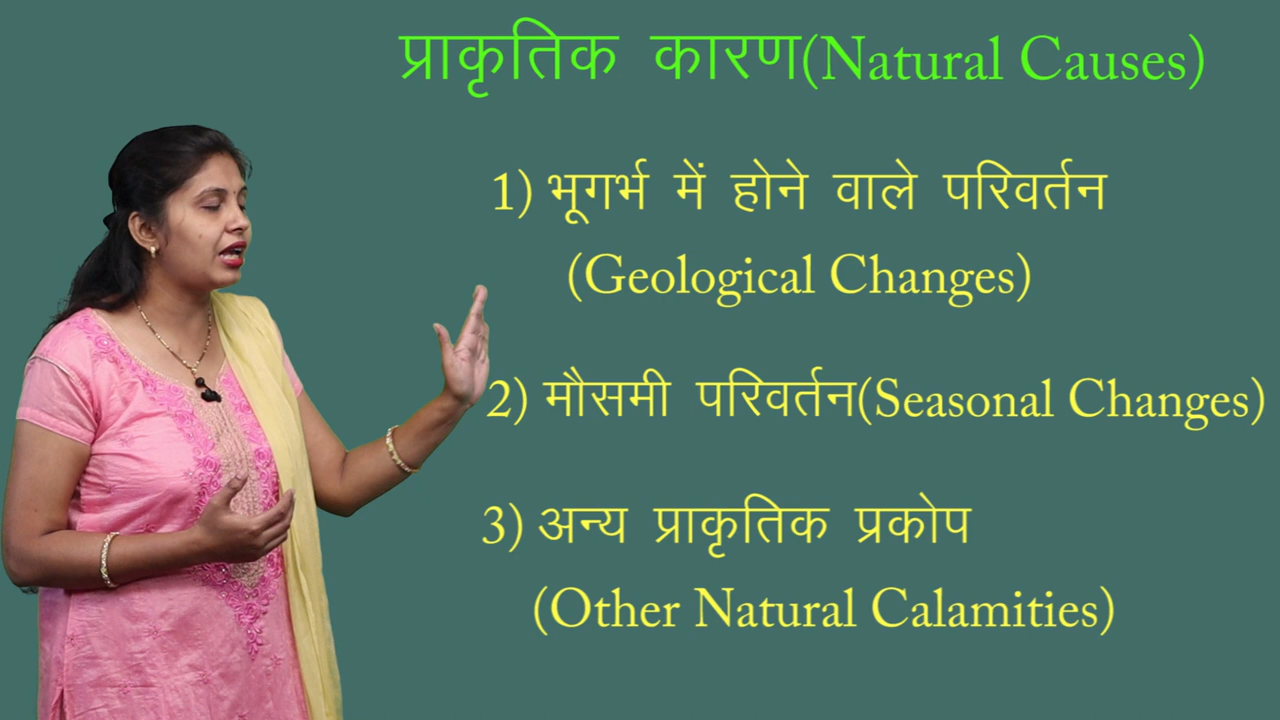 प्राकृतिक कारण(Natural Causes)
1) भूगर्भ में होने वाले परिवर्तन
(Geological Changes)
2) मौसमी परिवर्तन(Seasonal Changes)
3) अन्य प्राकृतिक प्रकोप
(Other Natural Calamities)